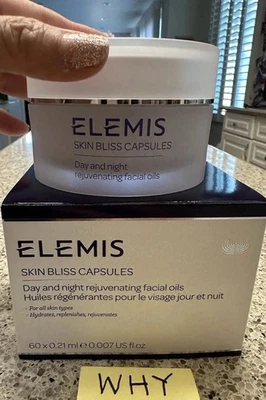 ELEMIS
SKIN BLISS CAPSULES
Day and night
rejuvenating facial oils
ELEMIS
SKIN BLISS CAPSULES
Day and night rejuvenating facial oils
Huiles régénérantes pour le visage jour et nuit
- For all skin types
- Hydrates, replenishes, rejuvenates
60 x 0.21 ml ℮ 0.007 US fl.oz
WHY